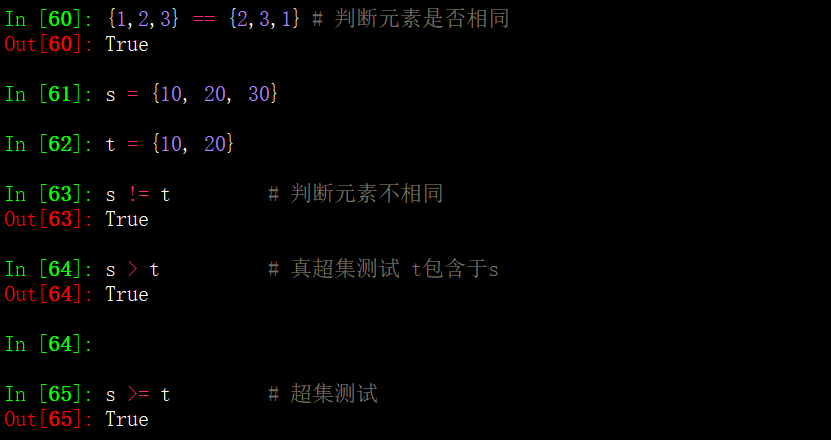 In [60]: {1,2,3} == {2,3,1} # 判断元素是否相同
Out[60]: True
In [61]: s = {10, 20, 30}
In [62]: t = {10, 20}
In [63]: s != t # 判断元素不相同
Out[63]: True
In [64]: s > t # 真超集测试 t包含于s
Out[64]: True
In [64]:
In [65]: s >= t # 超集测试
Out[65]: True